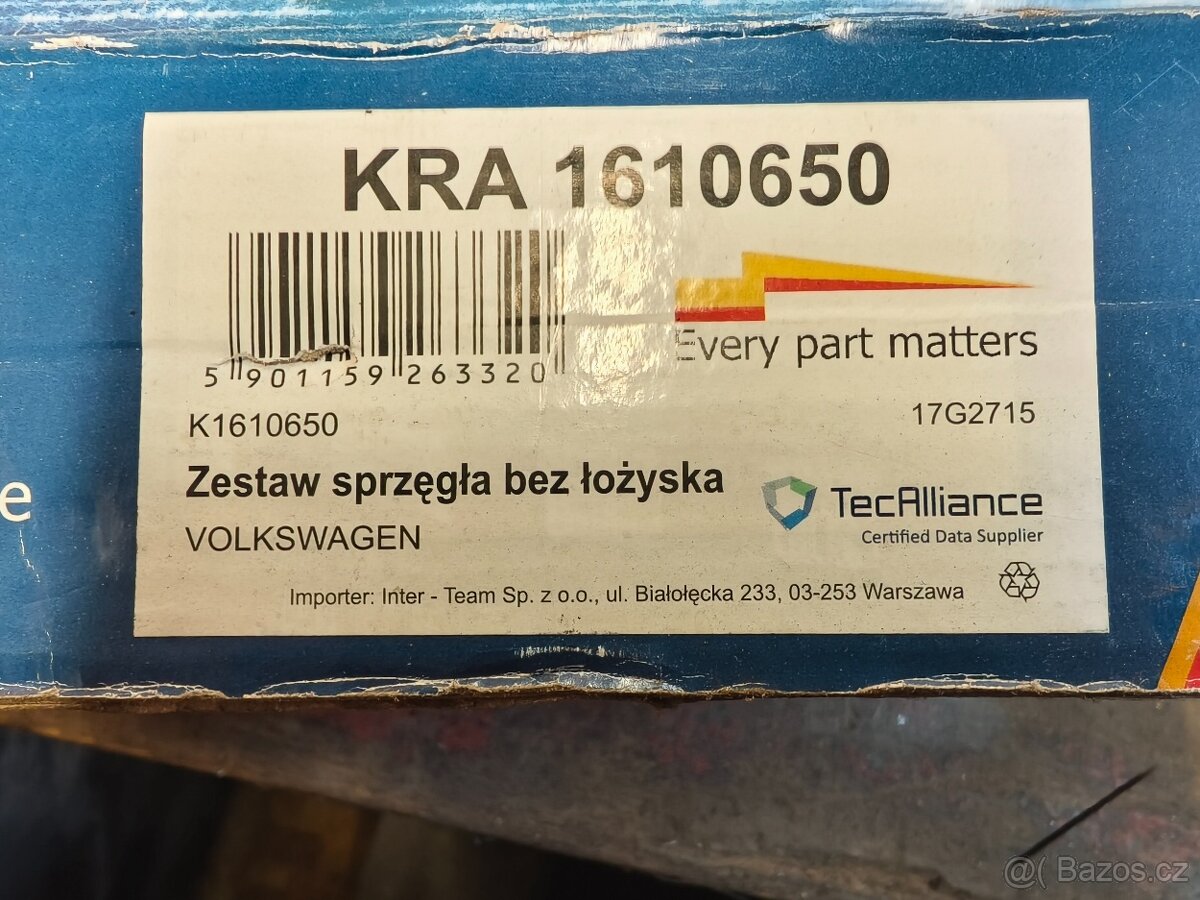 KRA 1610650
5 901159 263320
Every part matters
K1610650
17G2715
Zestaw sprzęgła bez łożyska
TecAlliance
Certified Data Supplier
VOLKSWAGEN
Importer: Inter - Team Sp. z o.o., ul. Białołęcka 233, 03-253 Warszawa
e
@( Bazos.cz